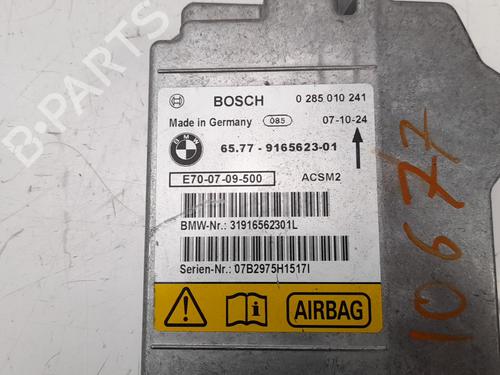 BOSCH 0 285 010 241
Made in Germany 085 07-10-24
BMW 65.77 - 9165623-01
E70-07-09-500 ACSM2
BMW-Nr.: 31916562301L
Serien-Nr.: 07B2975H1517I
AIRBAG
10677
B-PARTS